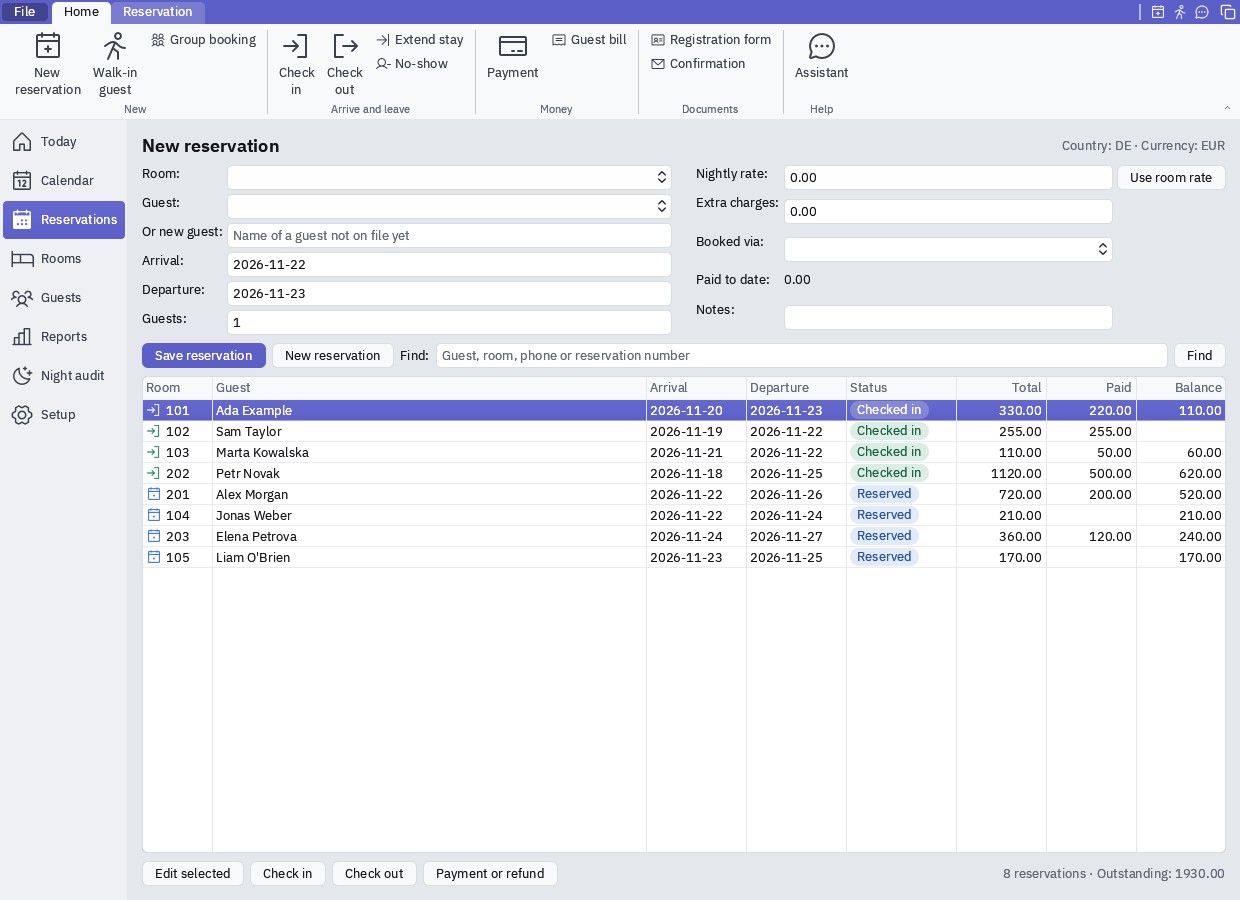 File
Home
Reservation
New reservation
Walk-in guest
Group booking
New
Check in
Check out
Extend stay
No-show
Arrive and leave
Payment
Guest bill
Money
Registration form
Confirmation
Documents
Assistant
Help
Today
Calendar
Reservations
Rooms
Guests
Reports
Night audit
Setup
New reservation
Country: DE · Currency: EUR
Room:
Guest:
Or new guest: Name of a guest not on file yet
Arrival: 2026-11-22
Departure: 2026-11-23
Guests: 1
Nightly rate: 0.00 Use room rate
Extra charges: 0.00
Booked via:
Paid to date: 0.00
Notes:
Save reservation New reservation Find: Guest, room, phone or reservation number Find
Room Guest Arrival Departure Status Total Paid Balance
101 Ada Example 2026-11-20 2026-11-23 Checked in 330.00 220.00 110.00
102 Sam Taylor 2026-11-19 2026-11-22 Checked in 255.00 255.00
103 Marta Kowalska 2026-11-21 2026-11-22 Checked in 110.00 50.00 60.00
202 Petr Novak 2026-11-18 2026-11-25 Checked in 1120.00 500.00 620.00
201 Alex Morgan 2026-11-22 2026-11-26 Reserved 720.00 200.00 520.00
104 Jonas Weber 2026-11-22 2026-11-24 Reserved 210.00 210.00
203 Elena Petrova 2026-11-24 2026-11-27 Reserved 360.00 120.00 240.00
105 Liam O'Brien 2026-11-23 2026-11-25 Reserved 170.00 170.00
Edit selected Check in Check out Payment or refund
8 reservations · Outstanding: 1930.00